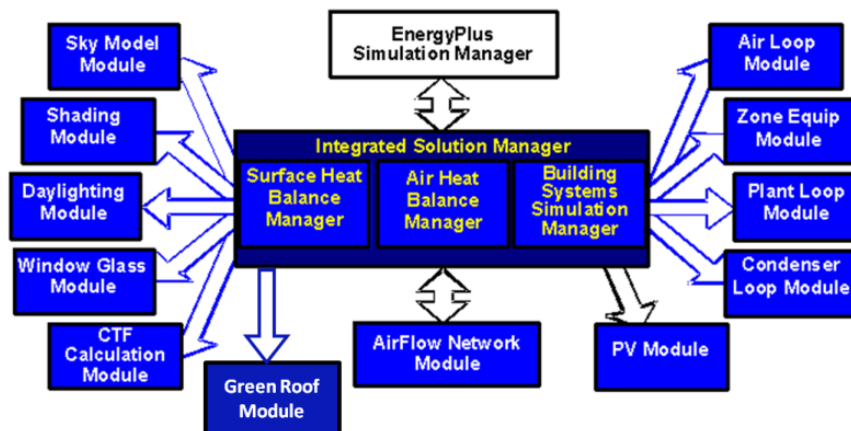 EnergyPlus
Simulation Manager
Sky Model
Module
Shading
Module
Daylighting
Module
Window Glass
Module
CTF
Calculation
Module
Integrated Solution Manager
Surface Heat
Balance
Manager
Air Heat
Balance
Manager
Building
Systems
Simulation
Manager
Air Loop
Module
Zone Equip
Module
Plant Loop
Module
Condenser
Loop Module
Green Roof
Module
AirFlow Network
Module
PV Module